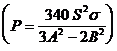 (P = 340 S²σ / 3A² − 2B²)